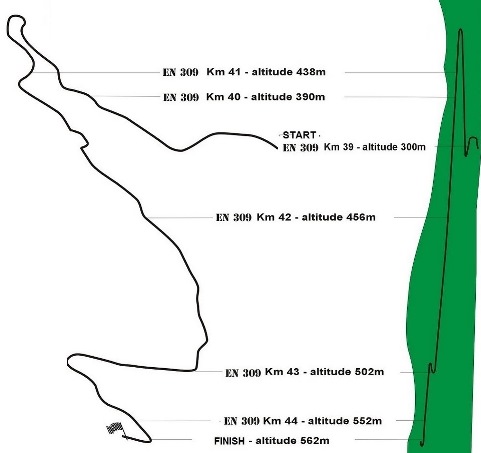 EN 309 Km 41 - altitude 438m
EN 309 Km 40 - altitude 390m
START
EN 309 Km 39 - altitude 300m
EN 309 Km 42 - altitude 456m
EN 309 Km 43 - altitude 502m
EN 309 Km 44 - altitude 552m
FINISH - altitude 562m